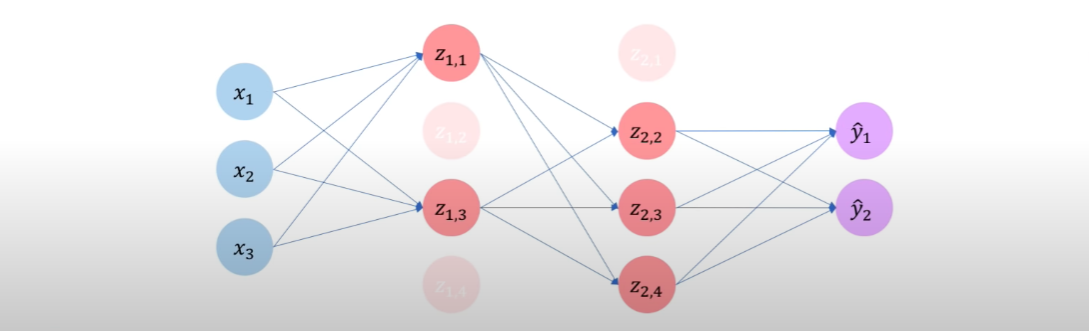 x₁
x₂
x₃
z₁,₁
z₁,₂
z₁,₃
z₁,₄
z₂,₁
z₂,₂
z₂,₃
z₂,₄
ŷ₁
ŷ₂